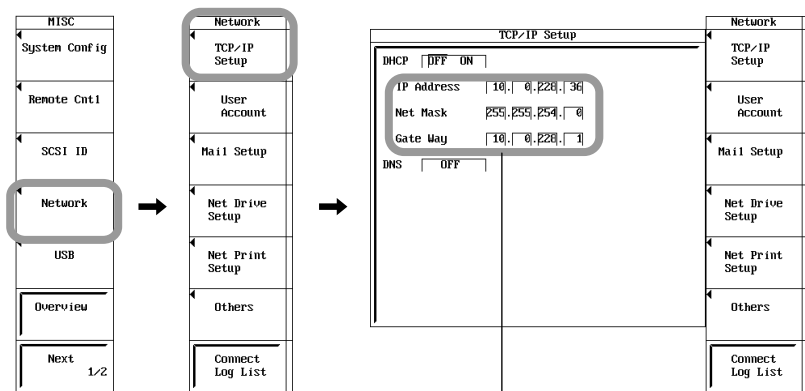 MISC
System Config
Remote Cntl
SCSI ID
Network
USB
Overview
Next
1/2
Network
TCP/IP
Setup
User
Account
Mail Setup
Net Drive
Setup
Net Print
Setup
Others
Connect
Log List
TCP/IP Setup
DHCP OFF ON
IP Address 10. 0.228. 36
Net Mask 255.255.254. 0
Gate Way 10. 0.228. 1
DNS OFF
Network
TCP/IP
Setup
User
Account
Mail Setup
Net Drive
Setup
Net Print
Setup
Others
Connect
Log List